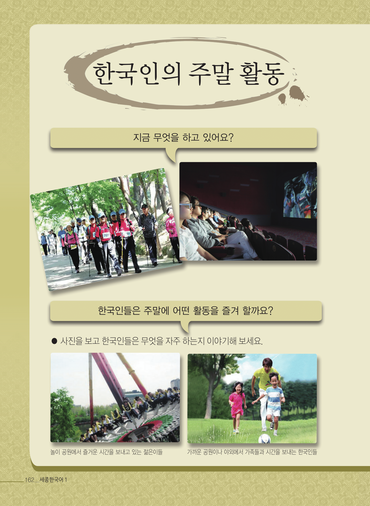 한국인의 주말 활동
지금 무엇을 하고 있어요?
한국인들은 주말에 어떤 활동을 즐겨 할까요?
● 사진을 보고 한국인들은 무엇을 자주 하는지 이야기해 보세요.
놀이 공원에서 즐거운 시간을 보내고 있는 젊은이들
가까운 공원이나 야외에서 가족들과 시간을 보내는 한국인들
162 세종한국어 1